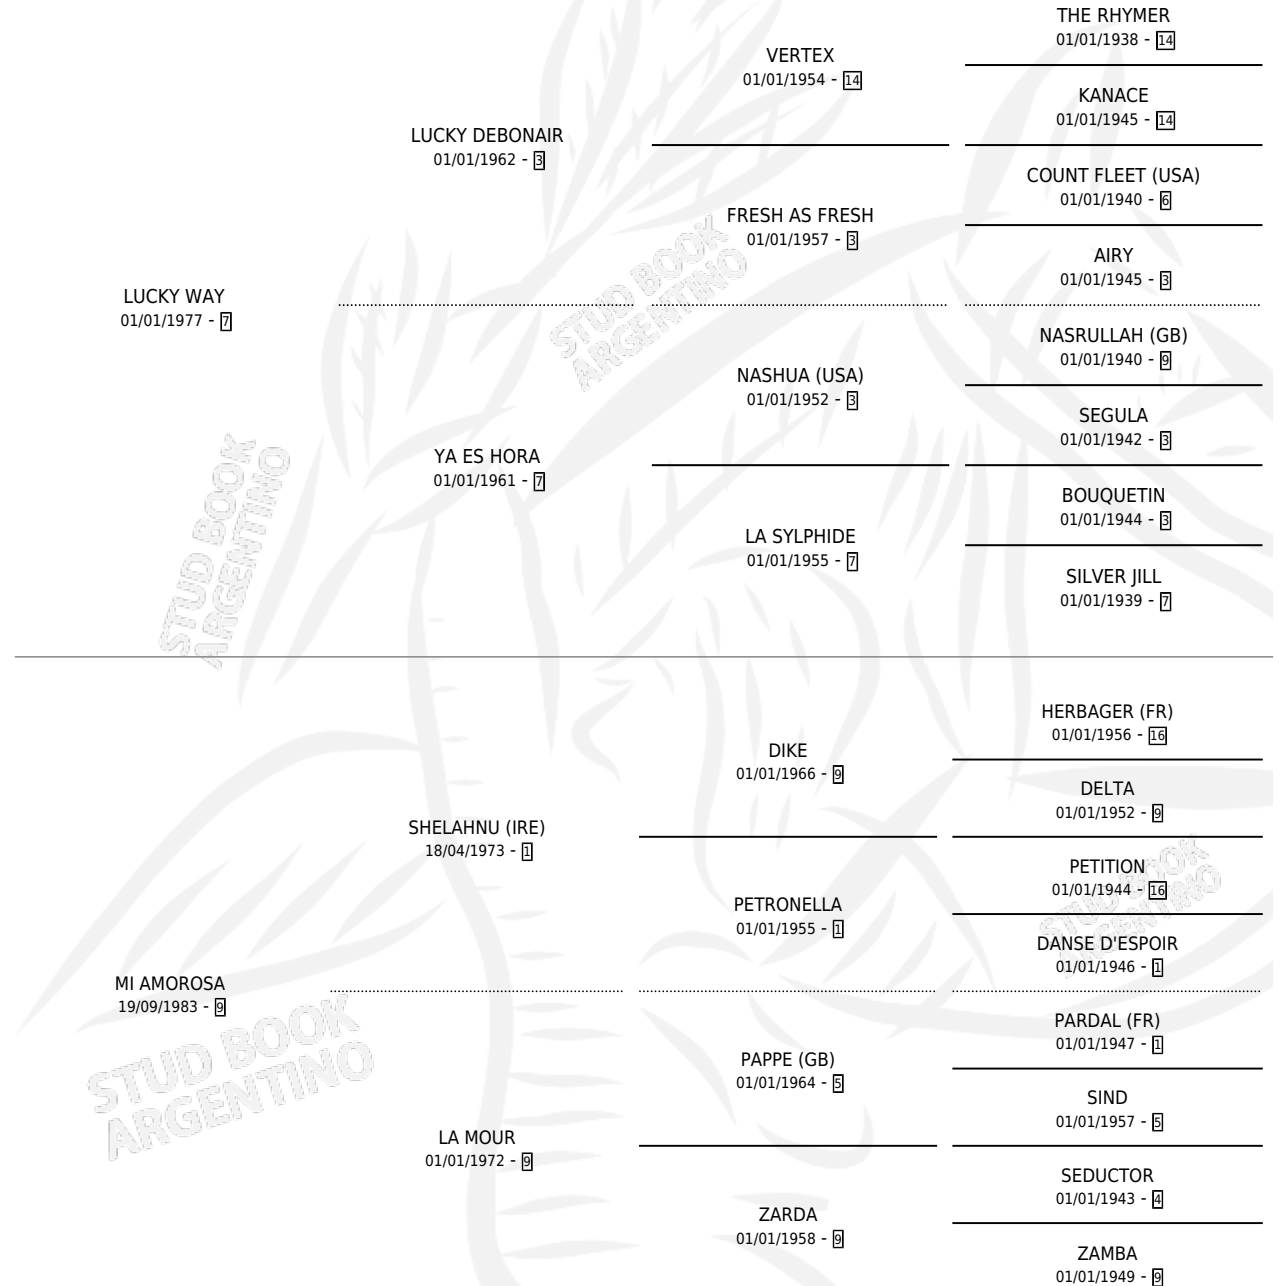 THE RHYMER
01/01/1938 - 14
VERTEX
01/01/1954 - 14
KANACE
01/01/1945 - 14
LUCKY DEBONAIR
01/01/1962 - 3
COUNT FLEET (USA)
01/01/1940 - 6
FRESH AS FRESH
01/01/1957 - 3
AIRY
01/01/1945 - 3
LUCKY WAY
01/01/1977 - 7
NASRULLAH (GB)
01/01/1940 - 9
NASHUA (USA)
01/01/1952 - 3
SEGULA
01/01/1942 - 3
YA ES HORA
01/01/1961 - 7
BOUQUETIN
01/01/1944 - 3
LA SYLPHIDE
01/01/1955 - 7
SILVER JILL
01/01/1939 - 7
HERBAGER (FR)
01/01/1956 - 16
DIKE
01/01/1966 - 9
DELTA
01/01/1952 - 9
SHELAHNU (IRE)
18/04/1973 - 1
PETITION
01/01/1944 - 16
PETRONELLA
01/01/1955 - 1
DANSE D'ESPOIR
01/01/1946 - 1
MI AMOROSA
19/09/1983 - 9
PARDAL (FR)
01/01/1947 - 1
PAPPE (GB)
01/01/1964 - 5
SIND
01/01/1957 - 5
LA MOUR
01/01/1972 - 9
SEDUCTOR
01/01/1943 - 4
ZARDA
01/01/1958 - 9
ZAMBA
01/01/1949 - 9
STUD BOOK
ARGENTINO
STUD BOOK
ARGENTINO
STUD BOOK
ARGENTINO
STUD BOOK
ARGENTINO